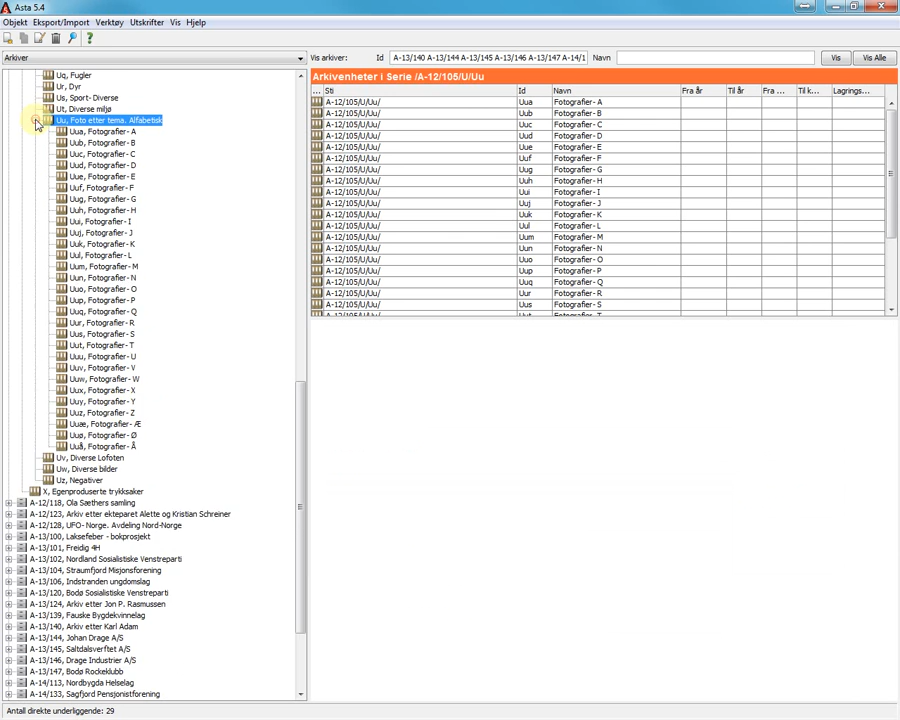 Asta 5.4
Objekt Eksport/Import Verktøy Utskrifter Vis Hjelp
Arkiver
Vis arkiver: Id A-13/140 A-13/144 A-13/145 A-13/146 A-13/147 A-14/1 Navn Vis Vis Alle
Uq, Fugler
Ur, Dyr
Us, Sport- Diverse
Ut, Diverse miljø
Uu, Foto etter tema. Alfabetisk
Uua, Fotografier- A
Uub, Fotografier- B
Uuc, Fotografier- C
Uud, Fotografier- D
Uue, Fotografier- E
Uuf, Fotografier- F
Uug, Fotografier- G
Uuh, Fotografier- H
Uui, Fotografier- I
Uuj, Fotografier- J
Uuk, Fotografier- K
Uul, Fotografier- L
Uum, Fotografier- M
Uun, Fotografier- N
Uuo, Fotografier- O
Uup, Fotografier- P
Uuq, Fotografier- Q
Uur, Fotografier- R
Uus, Fotografier- S
Uut, Fotografier- T
Uuu, Fotografier- U
Uuv, Fotografier- V
Uuw, Fotografier- W
Uux, Fotografier- X
Uuy, Fotografier- Y
Uuz, Fotografier- Z
Uuæ, Fotografier- Æ
Uuø, Fotografier- Ø
Uuå, Fotografier- Å
Uv, Diverse Lofoten
Uw, Diverse bilder
Uz, Negativer
X, Egenproduserte trykksaker
A-12/118, Ola Sæthers samling
A-12/123, Arkiv etter ekteparet Alette og Kristian Schreiner
A-12/128, UFO- Norge. Avdeling Nord-Norge
A-13/100, Laksefeber - bokprosjekt
A-13/101, Freidig 4H
A-13/102, Nordland Sosialistiske Venstreparti
A-13/104, Straumfjord Misjonsforening
A-13/106, Indstranden ungdomslag
A-13/120, Bodø Sosialistiske Venstreparti
A-13/124, Arkiv etter Jon P. Rasmussen
A-13/139, Fauske Bygdekvinnelag
A-13/140, Arkiv etter Karl Adam
A-13/144, Johan Drage A/S
A-13/145, Saltdalsverftet A/S
A-13/146, Drage Industrier A/S
A-13/147, Bodø Rockeklubb
A-14/113, Nordbygda Helselag
A-14/133, Sagfjord Pensjonistforening
Arkivenheter i Serie /A-12/105/U/Uu
... Sti Id Navn Fra år Til år Fra ... Til k... Lagrings...
A-12/105/U/Uu/ Uua Fotografier- A
A-12/105/U/Uu/ Uub Fotografier- B
A-12/105/U/Uu/ Uuc Fotografier- C
A-12/105/U/Uu/ Uud Fotografier- D
A-12/105/U/Uu/ Uue Fotografier- E
A-12/105/U/Uu/ Uuf Fotografier- F
A-12/105/U/Uu/ Uug Fotografier- G
A-12/105/U/Uu/ Uuh Fotografier- H
A-12/105/U/Uu/ Uui Fotografier- I
A-12/105/U/Uu/ Uuj Fotografier- J
A-12/105/U/Uu/ Uuk Fotografier- K
A-12/105/U/Uu/ Uul Fotografier- L
A-12/105/U/Uu/ Uum Fotografier- M
A-12/105/U/Uu/ Uun Fotografier- N
A-12/105/U/Uu/ Uuo Fotografier- O
A-12/105/U/Uu/ Uup Fotografier- P
A-12/105/U/Uu/ Uuq Fotografier- Q
A-12/105/U/Uu/ Uur Fotografier- R
A-12/105/U/Uu/ Uus Fotografier- S
A-12/105/U/Uu/ Uut Fotografier- T
Antall direkte underliggende: 29